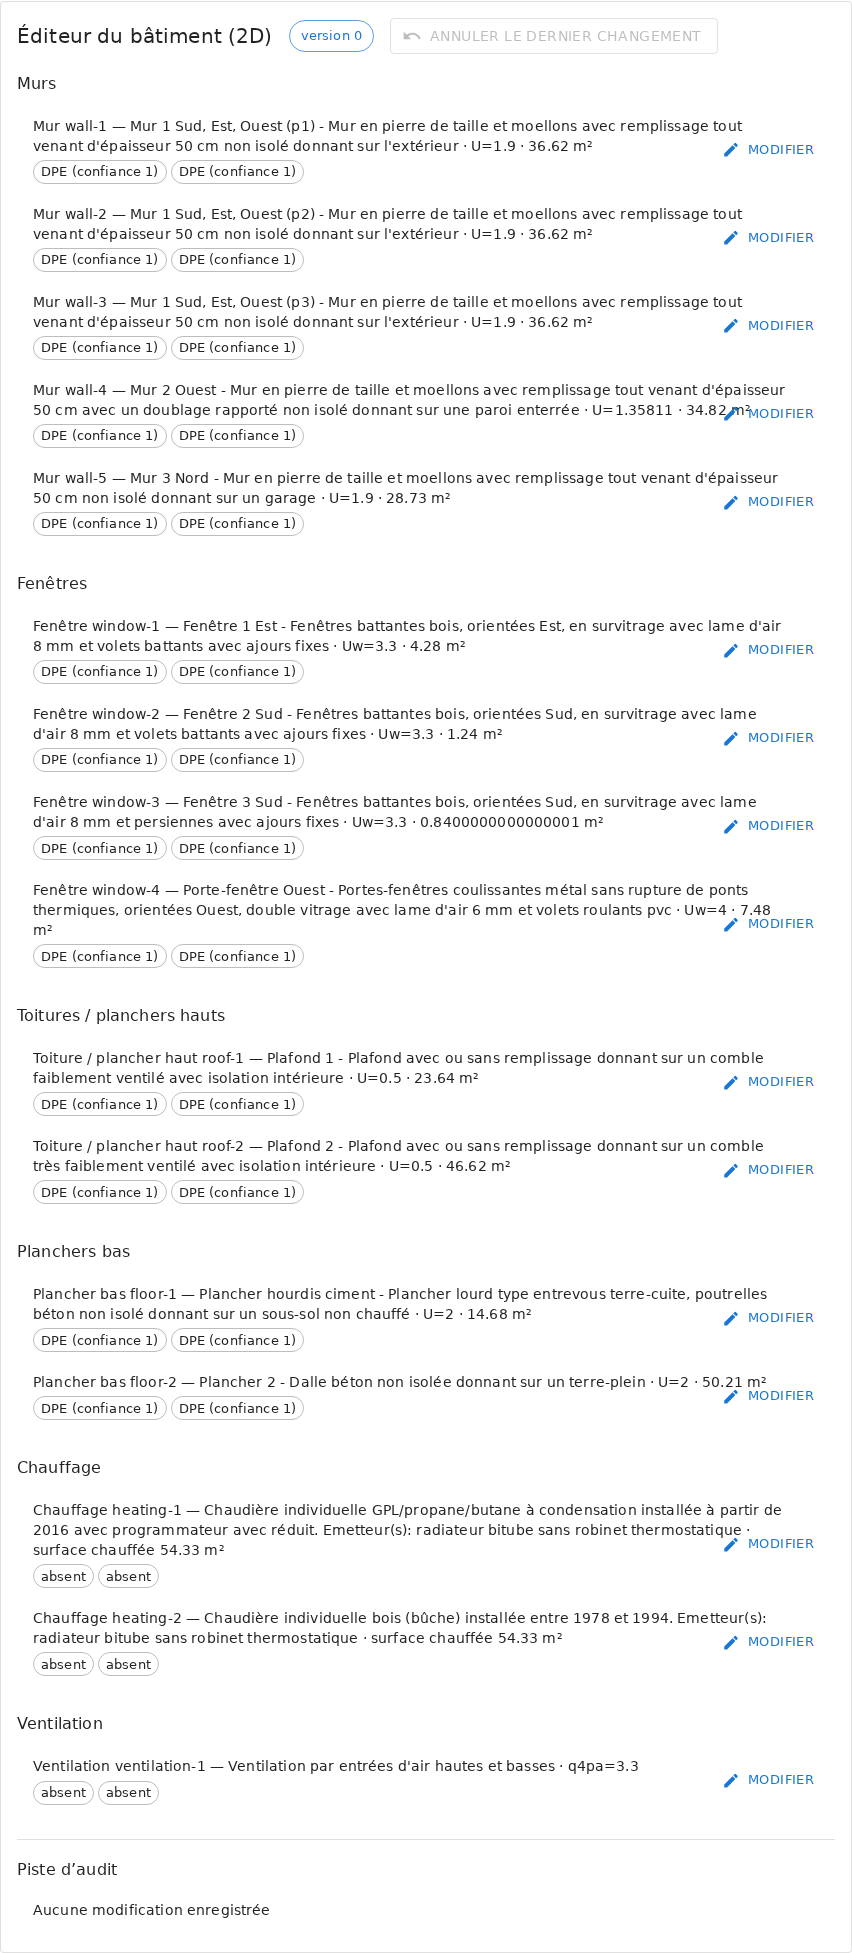 Éditeur du bâtiment (2D)
version 0
ANNULER LE DERNIER CHANGEMENT
Murs
Mur wall-1 — Mur 1 Sud, Est, Ouest (p1) - Mur en pierre de taille et moellons avec remplissage tout
venant d'épaisseur 50 cm non isolé donnant sur l'extérieur · U=1.9 · 36.62 m²
MODIFIER
DPE (confiance 1) DPE (confiance 1)
Mur wall-2 — Mur 1 Sud, Est, Ouest (p2) - Mur en pierre de taille et moellons avec remplissage tout
venant d'épaisseur 50 cm non isolé donnant sur l'extérieur · U=1.9 · 36.62 m²
MODIFIER
DPE (confiance 1) DPE (confiance 1)
Mur wall-3 — Mur 1 Sud, Est, Ouest (p3) - Mur en pierre de taille et moellons avec remplissage tout
venant d'épaisseur 50 cm non isolé donnant sur l'extérieur · U=1.9 · 36.62 m²
MODIFIER
DPE (confiance 1) DPE (confiance 1)
Mur wall-4 — Mur 2 Ouest - Mur en pierre de taille et moellons avec remplissage tout venant d'épaisseur
50 cm avec un doublage rapporté non isolé donnant sur une paroi enterrée · U=1.35811 · 34.82 m²
MODIFIER
DPE (confiance 1) DPE (confiance 1)
Mur wall-5 — Mur 3 Nord - Mur en pierre de taille et moellons avec remplissage tout venant d'épaisseur
50 cm non isolé donnant sur un garage · U=1.9 · 28.73 m²
MODIFIER
DPE (confiance 1) DPE (confiance 1)
Fenêtres
Fenêtre window-1 — Fenêtre 1 Est - Fenêtres battantes bois, orientées Est, en survitrage avec lame d'air
8 mm et volets battants avec ajours fixes · Uw=3.3 · 4.28 m²
MODIFIER
DPE (confiance 1) DPE (confiance 1)
Fenêtre window-2 — Fenêtre 2 Sud - Fenêtres battantes bois, orientées Sud, en survitrage avec lame
d'air 8 mm et volets battants avec ajours fixes · Uw=3.3 · 1.24 m²
MODIFIER
DPE (confiance 1) DPE (confiance 1)
Fenêtre window-3 — Fenêtre 3 Sud - Fenêtres battantes bois, orientées Sud, en survitrage avec lame
d'air 8 mm et persiennes avec ajours fixes · Uw=3.3 · 0.8400000000000001 m²
MODIFIER
DPE (confiance 1) DPE (confiance 1)
Fenêtre window-4 — Porte-fenêtre Ouest - Portes-fenêtres coulissantes métal sans rupture de ponts
thermiques, orientées Ouest, double vitrage avec lame d'air 6 mm et volets roulants pvc · Uw=4 · 7.48
m²
MODIFIER
DPE (confiance 1) DPE (confiance 1)
Toitures / planchers hauts
Toiture / plancher haut roof-1 — Plafond 1 - Plafond avec ou sans remplissage donnant sur un comble
faiblement ventilé avec isolation intérieure · U=0.5 · 23.64 m²
MODIFIER
DPE (confiance 1) DPE (confiance 1)
Toiture / plancher haut roof-2 — Plafond 2 - Plafond avec ou sans remplissage donnant sur un comble
très faiblement ventilé avec isolation intérieure · U=0.5 · 46.62 m²
MODIFIER
DPE (confiance 1) DPE (confiance 1)
Planchers bas
Plancher bas floor-1 — Plancher hourdis ciment - Plancher lourd type entrevous terre-cuite, poutrelles
béton non isolé donnant sur un sous-sol non chauffé · U=2 · 14.68 m²
MODIFIER
DPE (confiance 1) DPE (confiance 1)
Plancher bas floor-2 — Plancher 2 - Dalle béton non isolée donnant sur un terre-plein · U=2 · 50.21 m²
MODIFIER
DPE (confiance 1) DPE (confiance 1)
Chauffage
Chauffage heating-1 — Chaudière individuelle GPL/propane/butane à condensation installée à partir de
2016 avec programmateur avec réduit. Emetteur(s): radiateur bitube sans robinet thermostatique ·
surface chauffée 54.33 m²
MODIFIER
absent absent
Chauffage heating-2 — Chaudière individuelle bois (bûche) installée entre 1978 et 1994. Emetteur(s):
radiateur bitube sans robinet thermostatique · surface chauffée 54.33 m²
MODIFIER
absent absent
Ventilation
Ventilation ventilation-1 — Ventilation par entrées d'air hautes et basses · q4pa=3.3
MODIFIER
absent absent
Piste d’audit
Aucune modification enregistrée